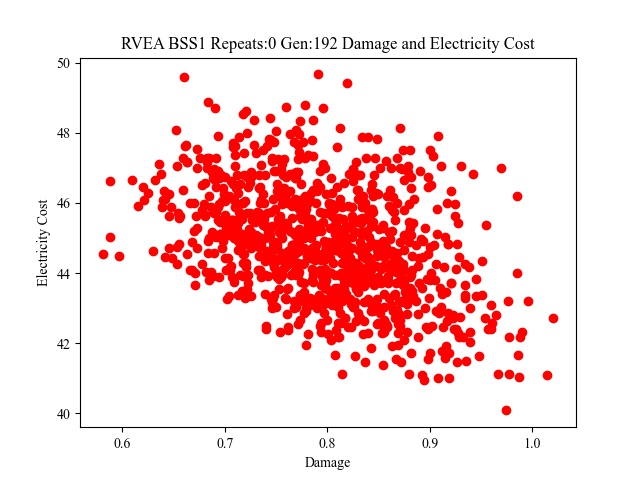 RVEA BSS1 Repeats:0 Gen:192 Damage and Electricity Cost
50
48
46
44
42
40
Electricity Cost
0.6 0.7 0.8 0.9 1.0
Damage